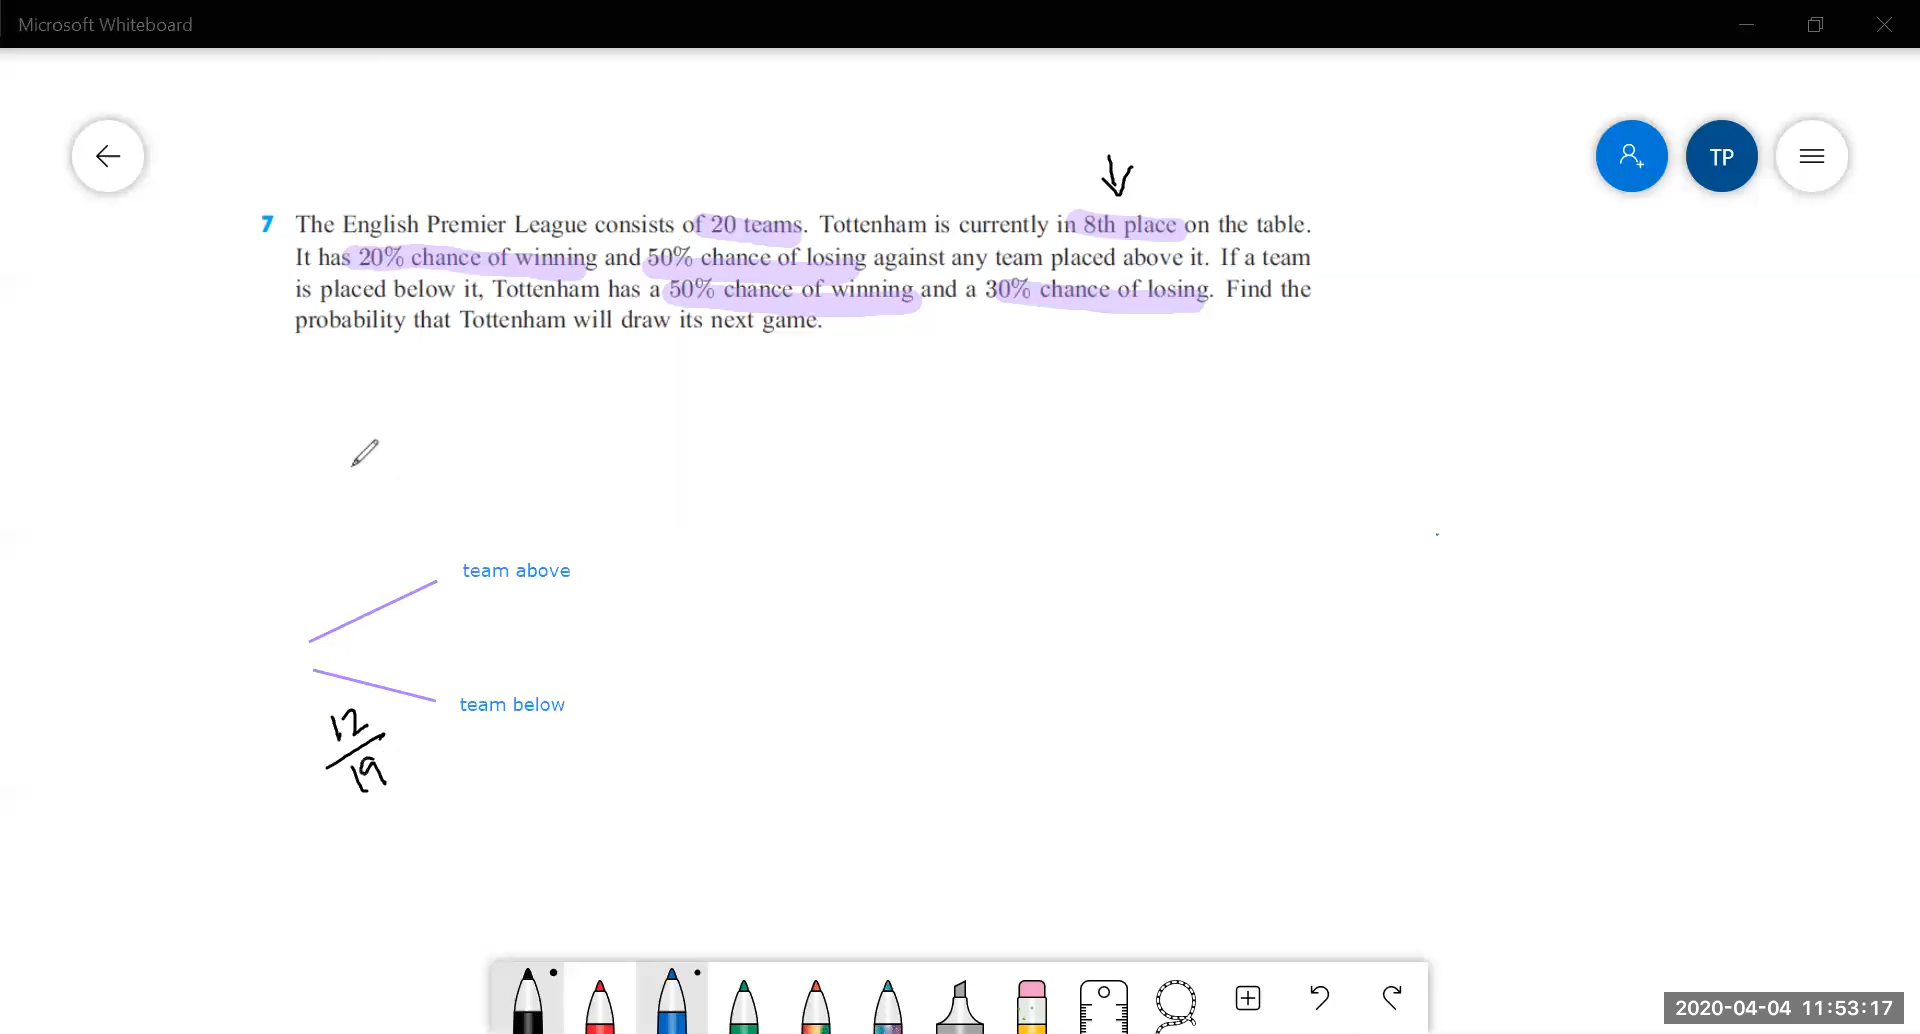 Microsoft Whiteboard
TP
7 The English Premier League consists of 20 teams. Tottenham is currently in 8th place on the table.
It has 20% chance of winning and 50% chance of losing against any team placed above it. If a team
is placed below it, Tottenham has a 50% chance of winning and a 30% chance of losing. Find the
probability that Tottenham will draw its next game.
team above
team below
12
19
2020-04-04 11:53:17